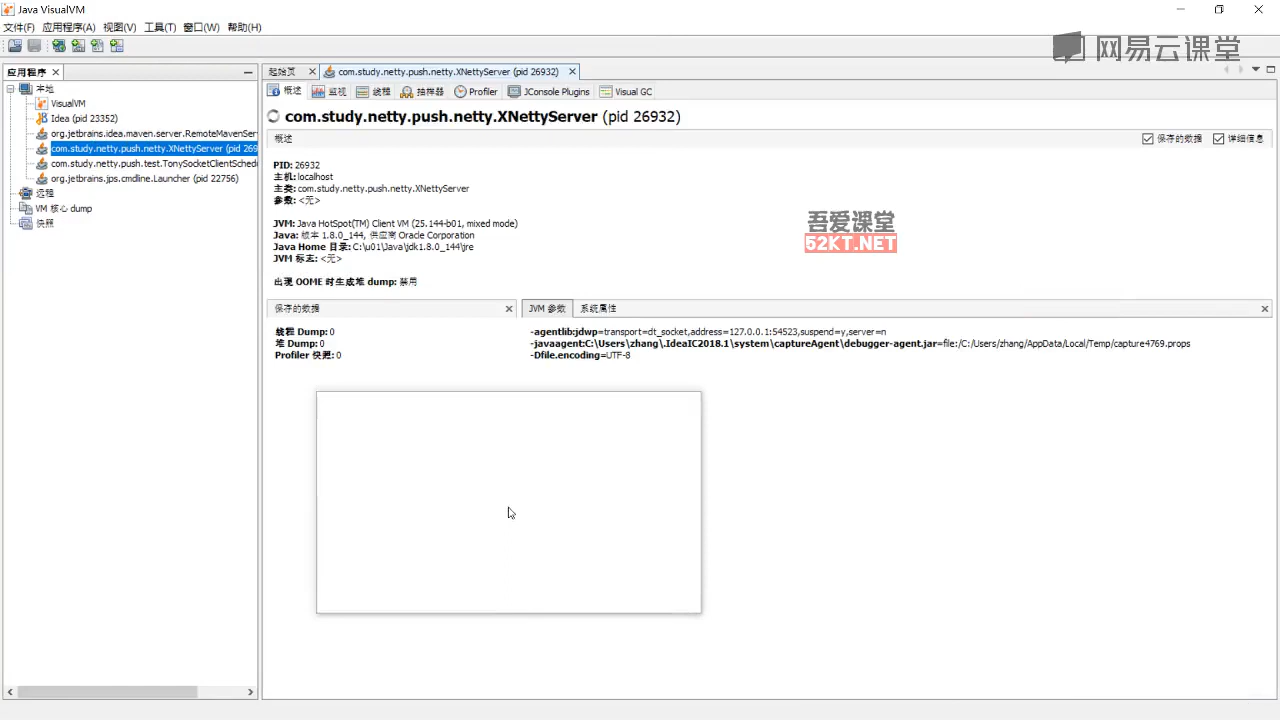 Java VisualVM
文件(F) 应用程序(A) 视图(V) 工具(T) 窗口(W) 帮助(H)
网易云课堂
应用程序
起始页
com.study.netty.push.netty.XNettyServer (pid 26932)
本地
VisualVM
Idea (pid 23352)
org.jetbrains.idea.maven.server.RemoteMavenServ
com.study.netty.push.netty.XNettyServer (pid 269
com.study.netty.push.test.TonySocketClientSchedu
org.jetbrains.jps.cmdline.Launcher (pid 22756)
远程
VM 核心 dump
快照
概述 监视 线程 抽样器 Profiler JConsole Plugins Visual GC
com.study.netty.push.netty.XNettyServer (pid 26932)
概述
保存的数据 详细信息
PID: 26932
主机: localhost
主类: com.study.netty.push.netty.XNettyServer
参数: <无>
JVM: Java HotSpot(TM) Client VM (25.144-b01, mixed mode)
Java: 版本 1.8.0_144, 供应商 Oracle Corporation
Java Home 目录: C:\u01\Java\jdk1.8.0_144\jre
JVM 标志: <无>
出现 OOME 时生成堆 dump: 禁用
吾爱课堂
52KT.NET
保存的数据
线程 Dump: 0
堆 Dump: 0
Profiler 快照: 0
JVM 参数 系统属性
-agentlib:jdwp=transport=dt_socket,address=127.0.0.1:54523,suspend=y,server=n
-javaagent:C:\Users\zhang\.IdeaIC2018.1\system\captureAgent\debugger-agent.jar=file:/C:/Users/zhang/AppData/Local/Temp/capture4769.props
-Dfile.encoding=UTF-8